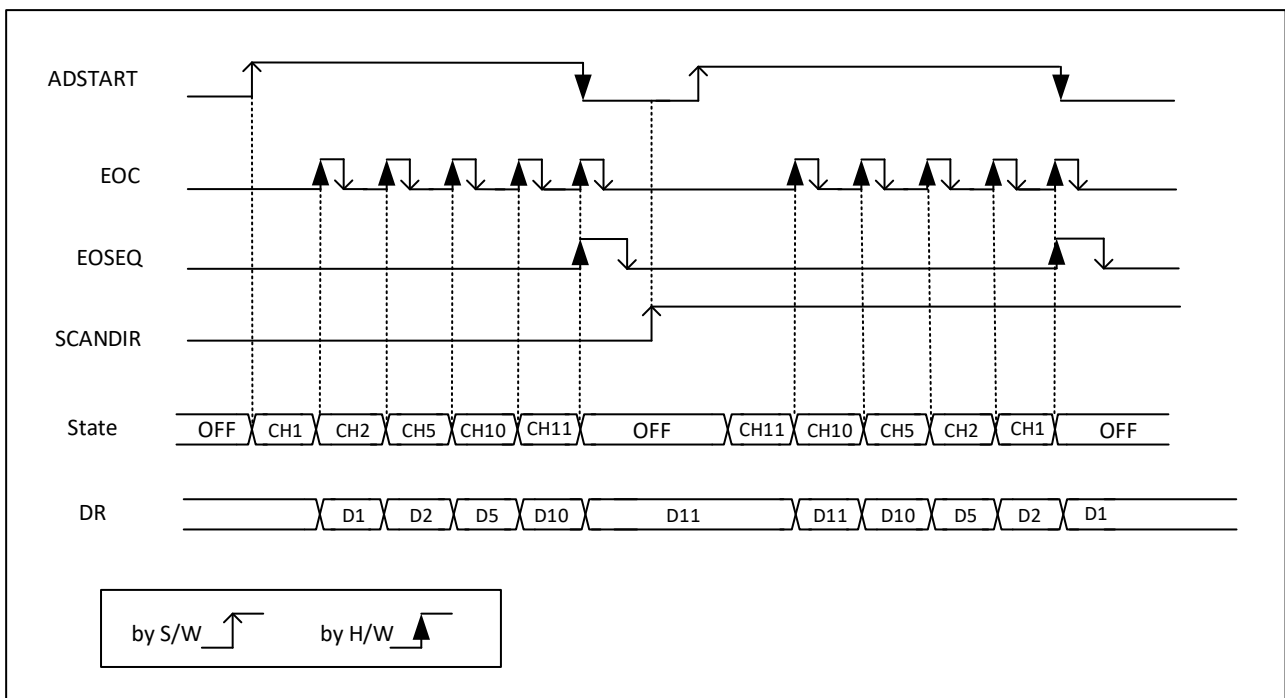 ADSTART
EOC
EOSEQ
SCANDIR
State OFF CH1 CH2 CH5 CH10 CH11 OFF CH11 CH10 CH5 CH2 CH1 OFF
DR D1 D2 D5 D10 D11 D11 D10 D5 D2 D1
by S/W by H/W